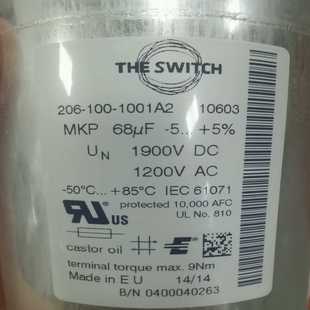 THE SWITCH
206-100-1001A2 10603
MKP 68µF -5... +5%
UN 1900V DC
1200V AC
-50°C... +85°C IEC 61071
protected 10,000 AFC
UL No. 810
US
castor oil
terminal torque max. 9Nm
Made in E U 14/14
B/N 0400040263